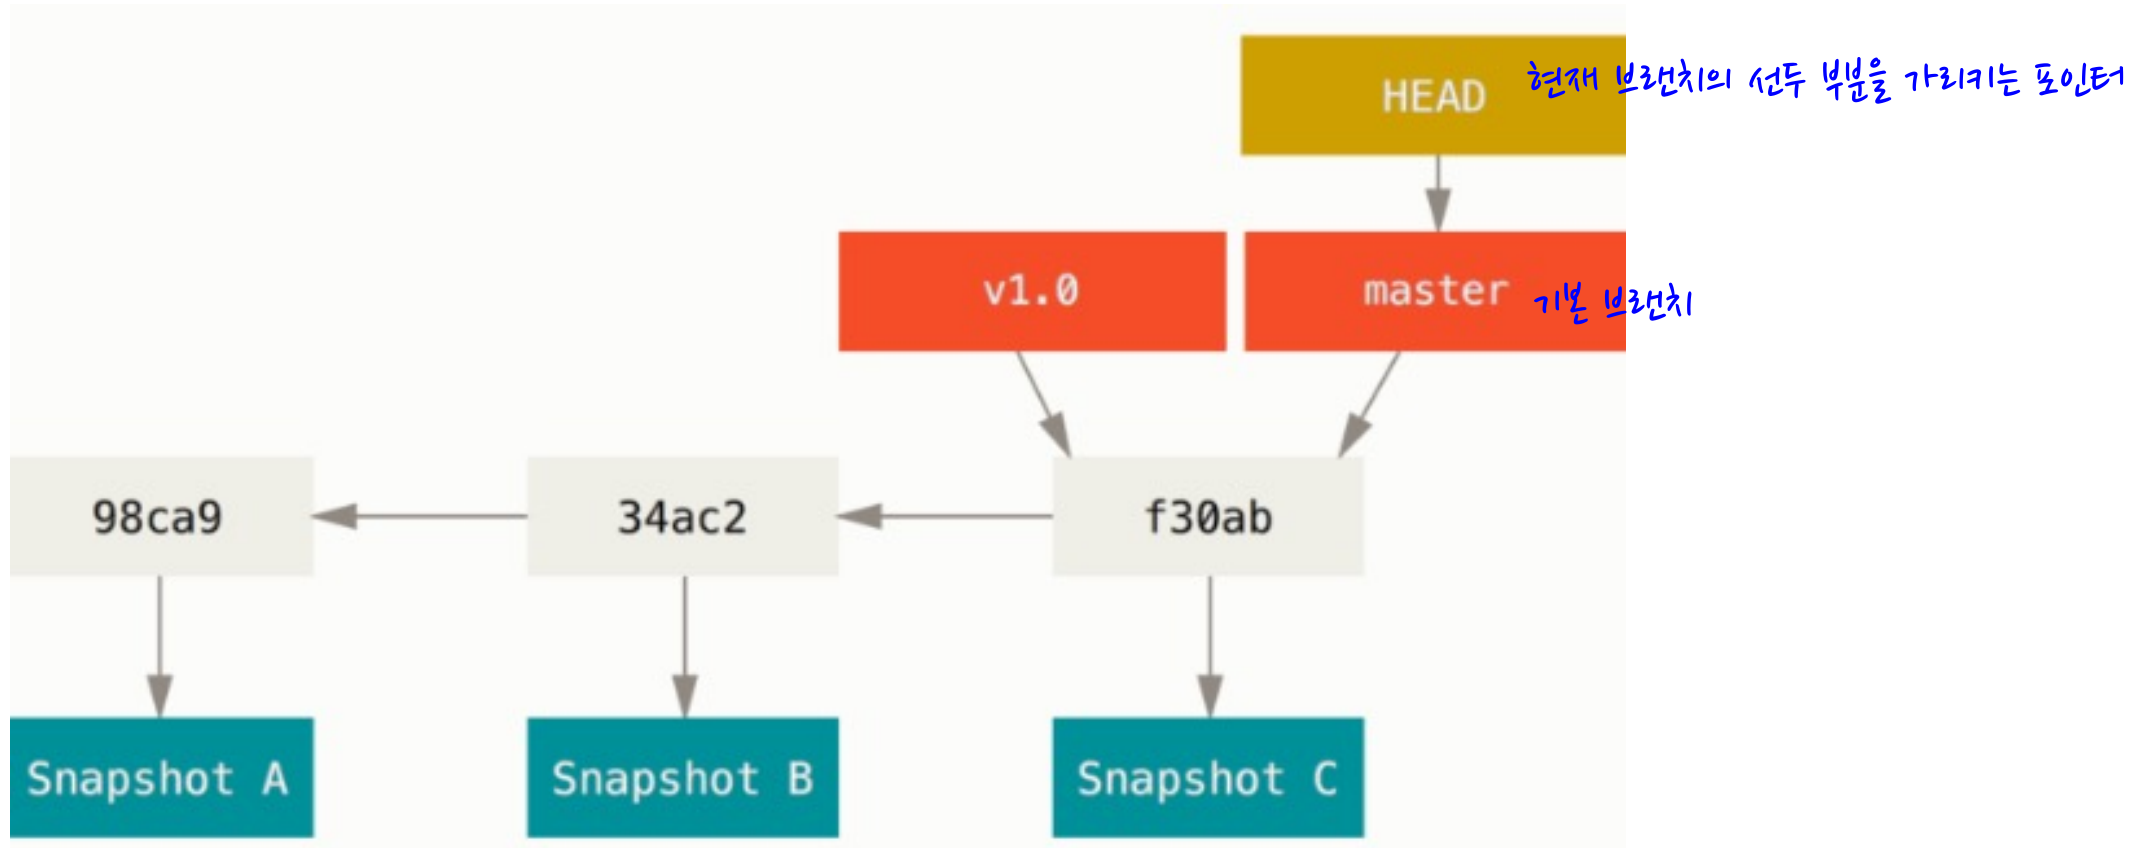 HEAD 현재 브랜치의 선두 부분을 가리키는 포인터
v1.0 master 기본 브랜치
98ca9 34ac2 f30ab
Snapshot A Snapshot B Snapshot C